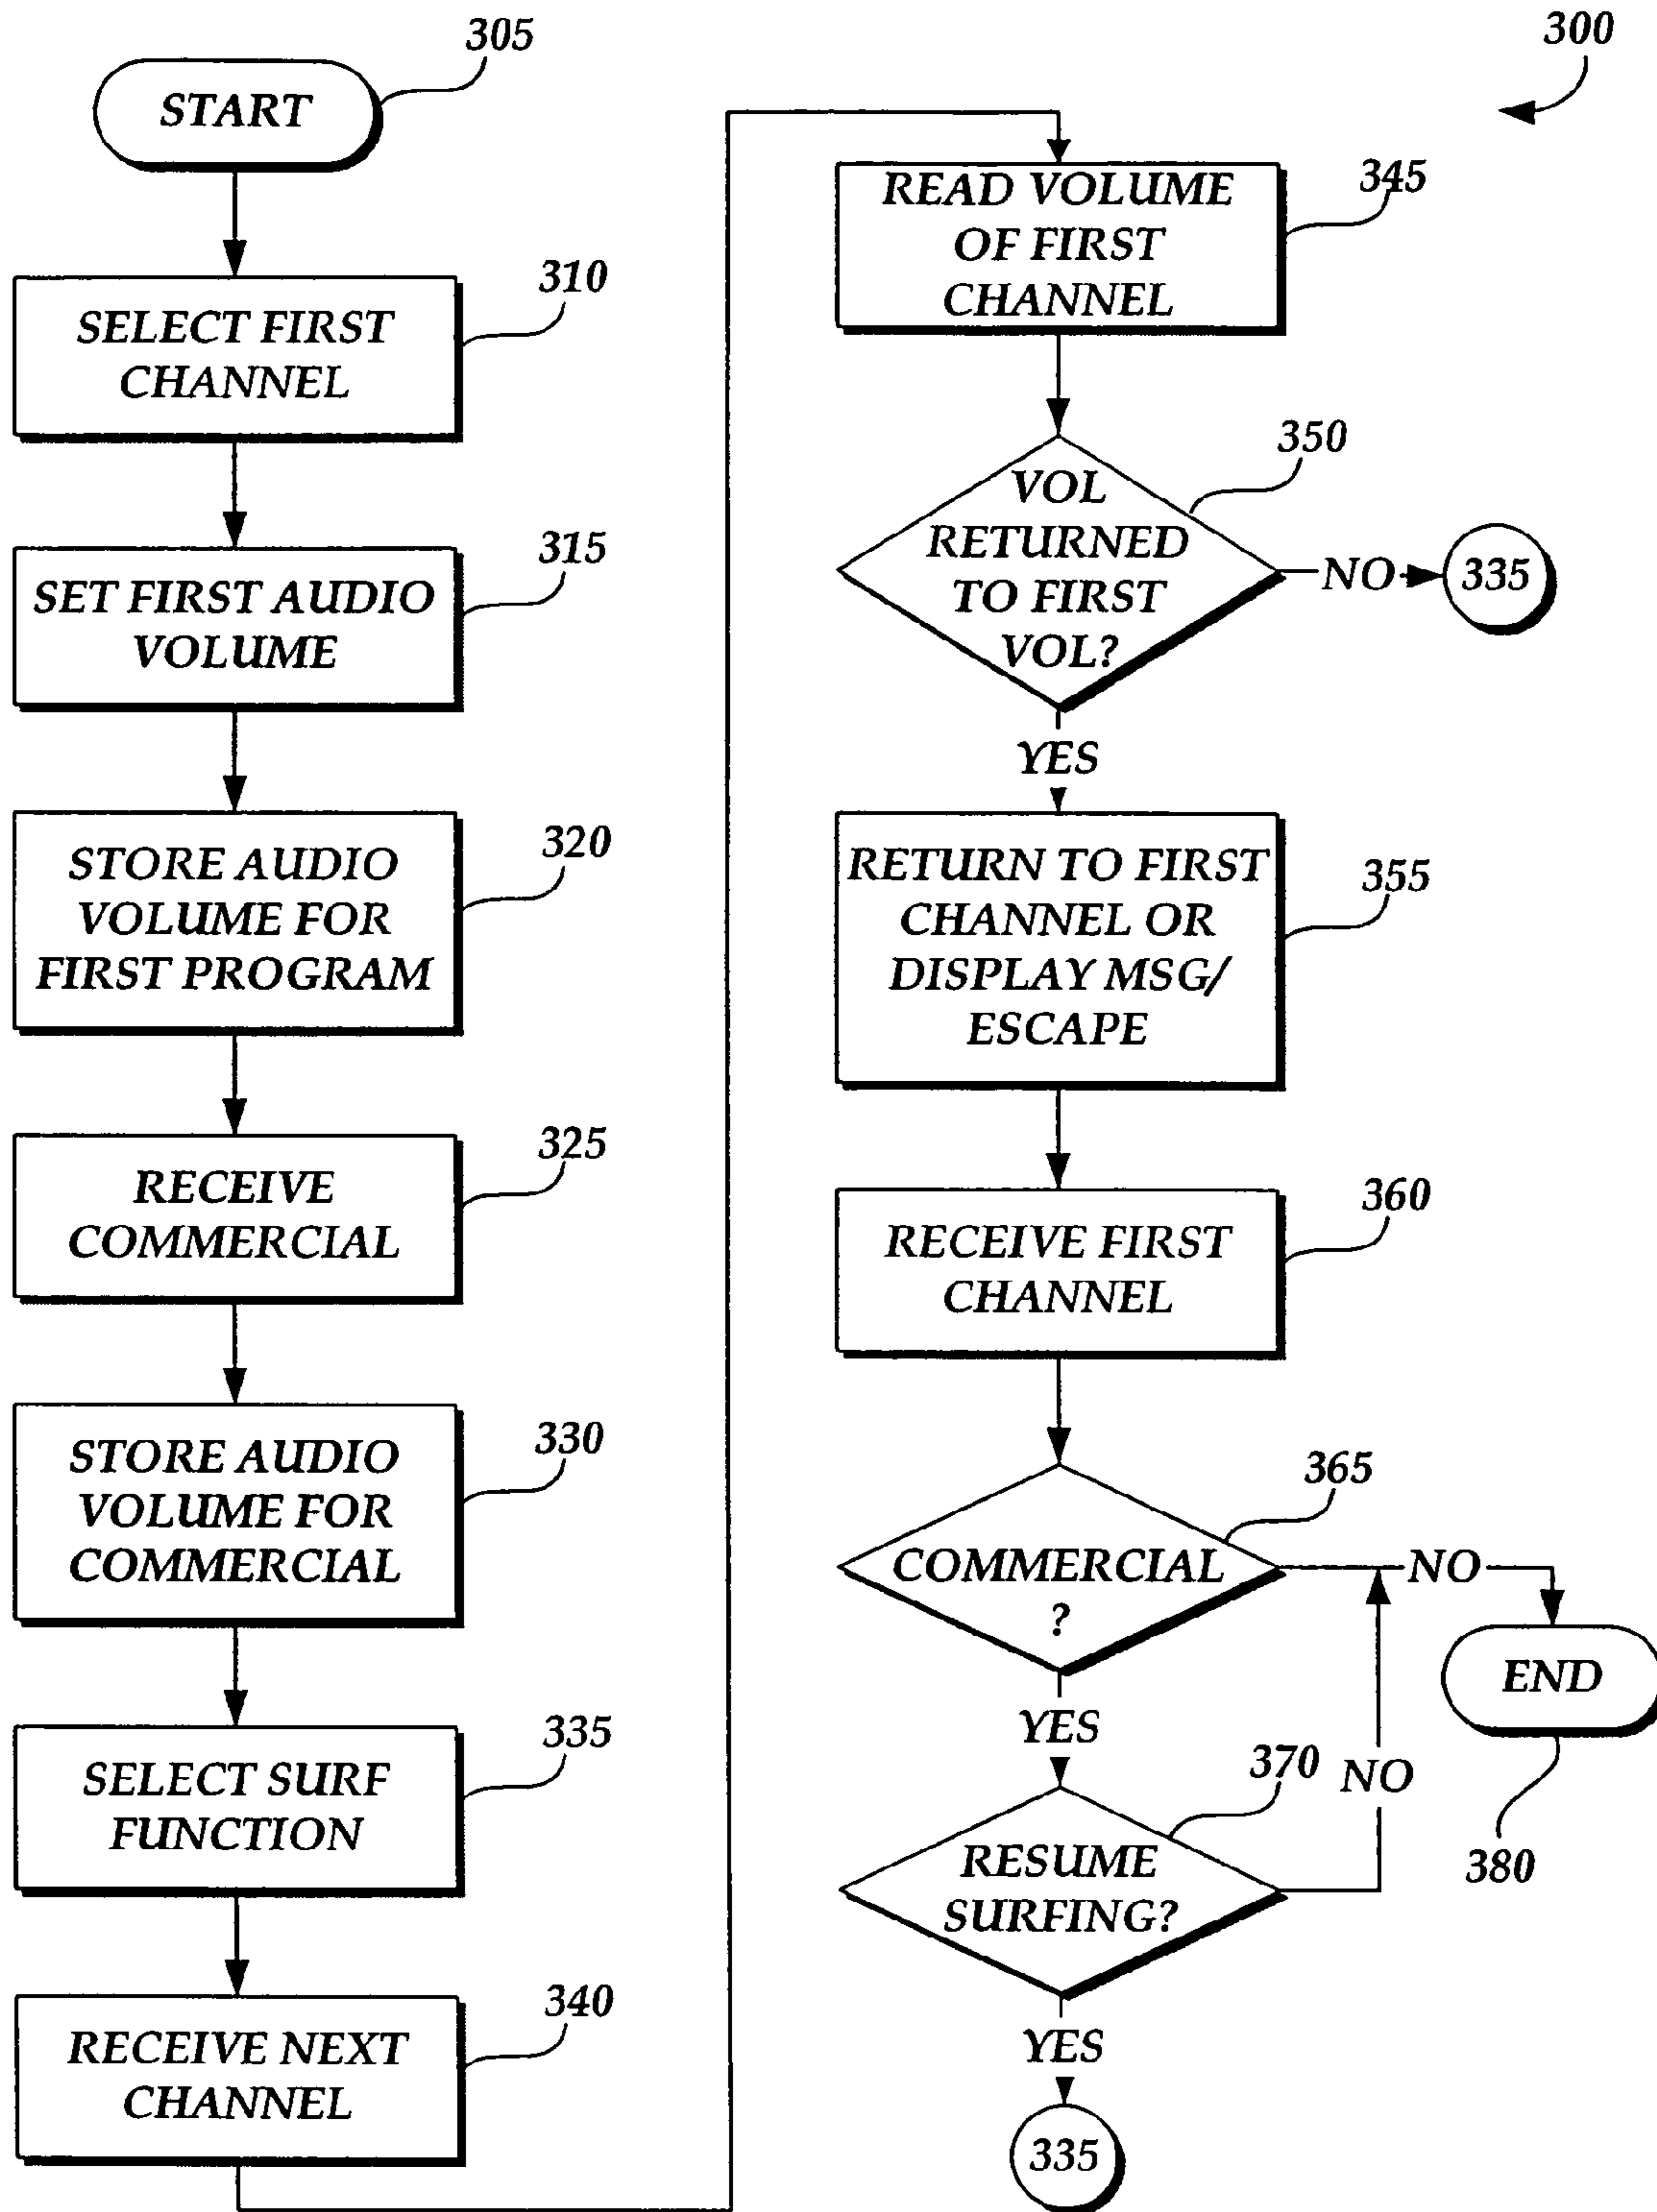 305
START
310
SELECT FIRST
CHANNEL
315
SET FIRST AUDIO
VOLUME
320
STORE AUDIO
VOLUME FOR
FIRST PROGRAM
325
RECEIVE
COMMERCIAL
330
STORE AUDIO
VOLUME FOR
COMMERCIAL
335
SELECT SURF
FUNCTION
340
RECEIVE NEXT
CHANNEL
300
345
READ VOLUME
OF FIRST
CHANNEL
350
VOL
RETURNED
TO FIRST
VOL?
NO
335
YES
355
RETURN TO FIRST
CHANNEL OR
DISPLAY MSG/
ESCAPE
360
RECEIVE FIRST
CHANNEL
365
COMMERCIAL
?
NO
END
380
YES
370
NO
RESUME
SURFING?
YES
335